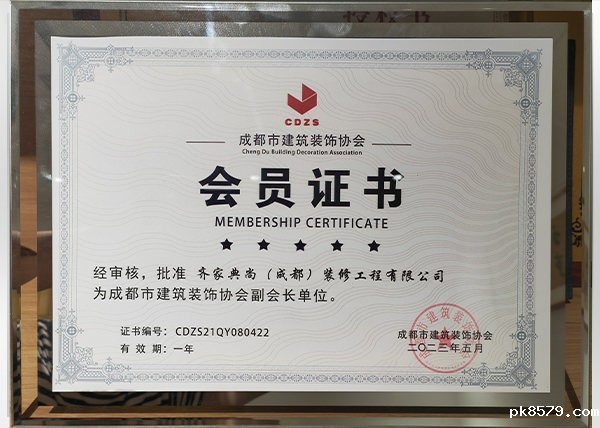 CDZS
成都市建筑装饰协会
Cheng Du Building Decoration Association
会员证书
MEMBERSHIP CERTIFICATE
经审核，批准 齐家典尚（成都）装修工程有限公司
为成都市建筑装饰协会副会长单位。
证书编号：CDZS21QY080422
有 效 期：一年
成都市建筑装饰协会
二〇二三年五月
pk8579.com